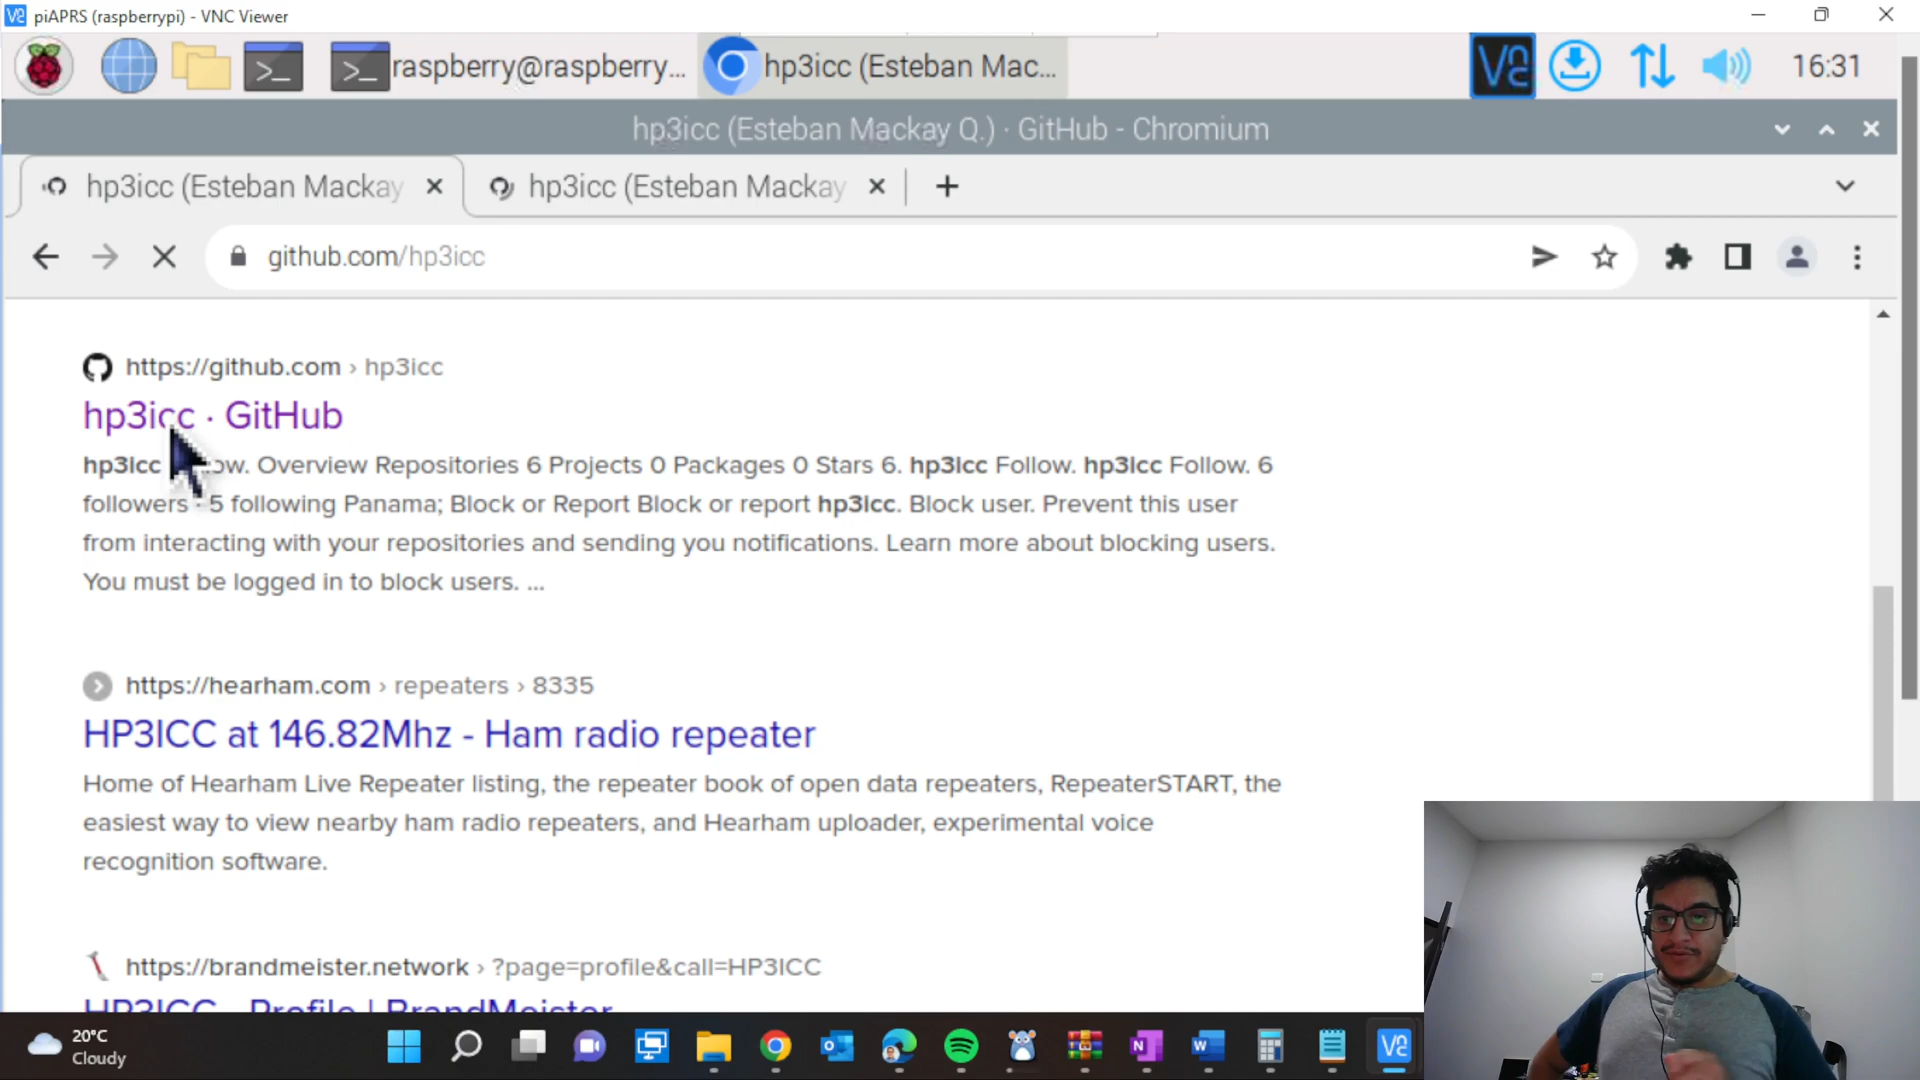 piAPRS (raspberrypi) - VNC Viewer
raspberry@raspberry...
hp3icc (Esteban Mac...
16:31
hp3icc (Esteban Mackay Q.) · GitHub - Chromium
hp3icc (Esteban Mackay
hp3icc (Esteban Mackay
github.com/hp3icc
https://github.com › hp3icc
hp3icc · GitHub
hp3icc ow. Overview Repositories 6 Projects 0 Packages 0 Stars 6. hp3icc Follow. hp3icc Follow. 6
followers · 5 following Panama; Block or Report Block or report hp3icc. Block user. Prevent this user
from interacting with your repositories and sending you notifications. Learn more about blocking users.
You must be logged in to block users. ...
https://hearham.com › repeaters › 8335
HP3ICC at 146.82Mhz - Ham radio repeater
Home of Hearham Live Repeater listing, the repeater book of open data repeaters, RepeaterSTART, the
easiest way to view nearby ham radio repeaters, and Hearham uploader, experimental voice
recognition software.
https://brandmeister.network › ?page=profile&call=HP3ICC
HP3ICC - Profile | BrandMeister
20°C
Cloudy